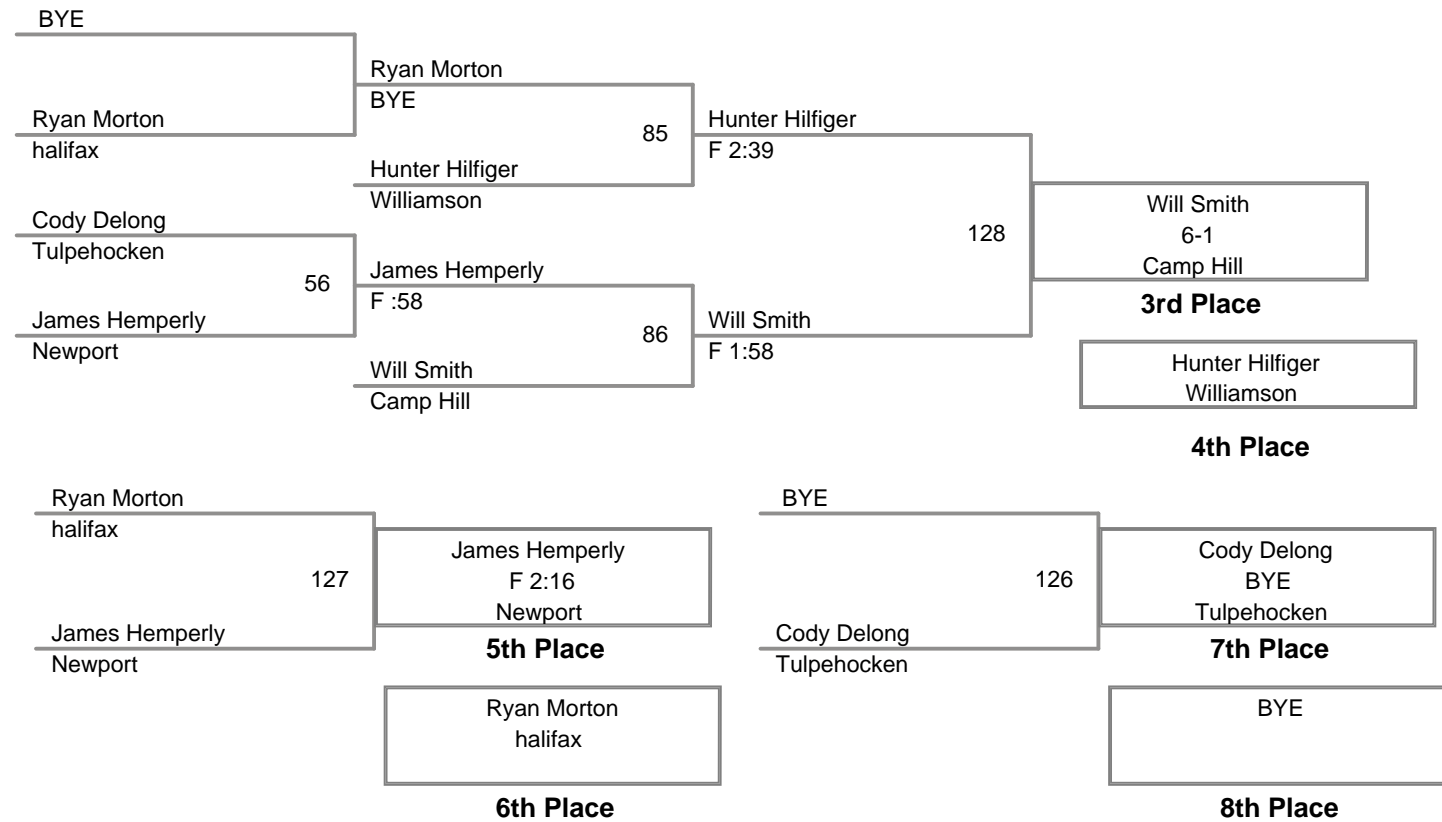 BYE
Ryan Morton
BYE
Ryan Morton
halifax
85
Hunter Hilfiger
F 2:39
Hunter Hilfiger
Williamson
Cody Delong
Tulpehocken
56
James Hemperly
F :58
James Hemperly
Newport
86
Will Smith
F 1:58
Will Smith
Camp Hill
128
Will Smith
6-1
Camp Hill
3rd Place
Hunter Hilfiger
Williamson
4th Place
Ryan Morton
halifax
127
James Hemperly
Newport
James Hemperly
F 2:16
Newport
5th Place
Ryan Morton
halifax
6th Place
BYE
126
Cody Delong
Tulpehocken
Cody Delong
BYE
Tulpehocken
7th Place
BYE
8th Place